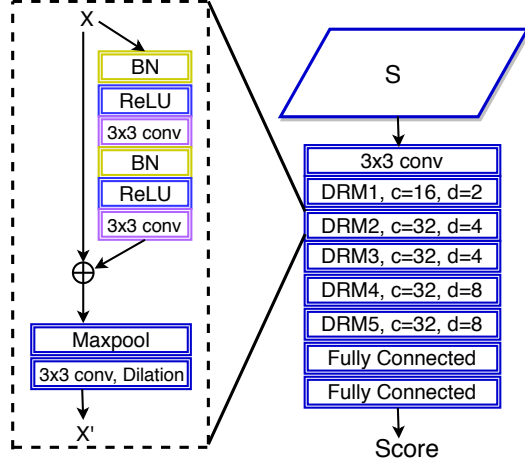 X
BN
ReLU
3x3 conv
BN
ReLU
3x3 conv
Maxpool
3x3 conv, Dilation
X'
S
3x3 conv
DRM1, c=16, d=2
DRM2, c=32, d=4
DRM3, c=32, d=4
DRM4, c=32, d=8
DRM5, c=32, d=8
Fully Connected
Fully Connected
Score